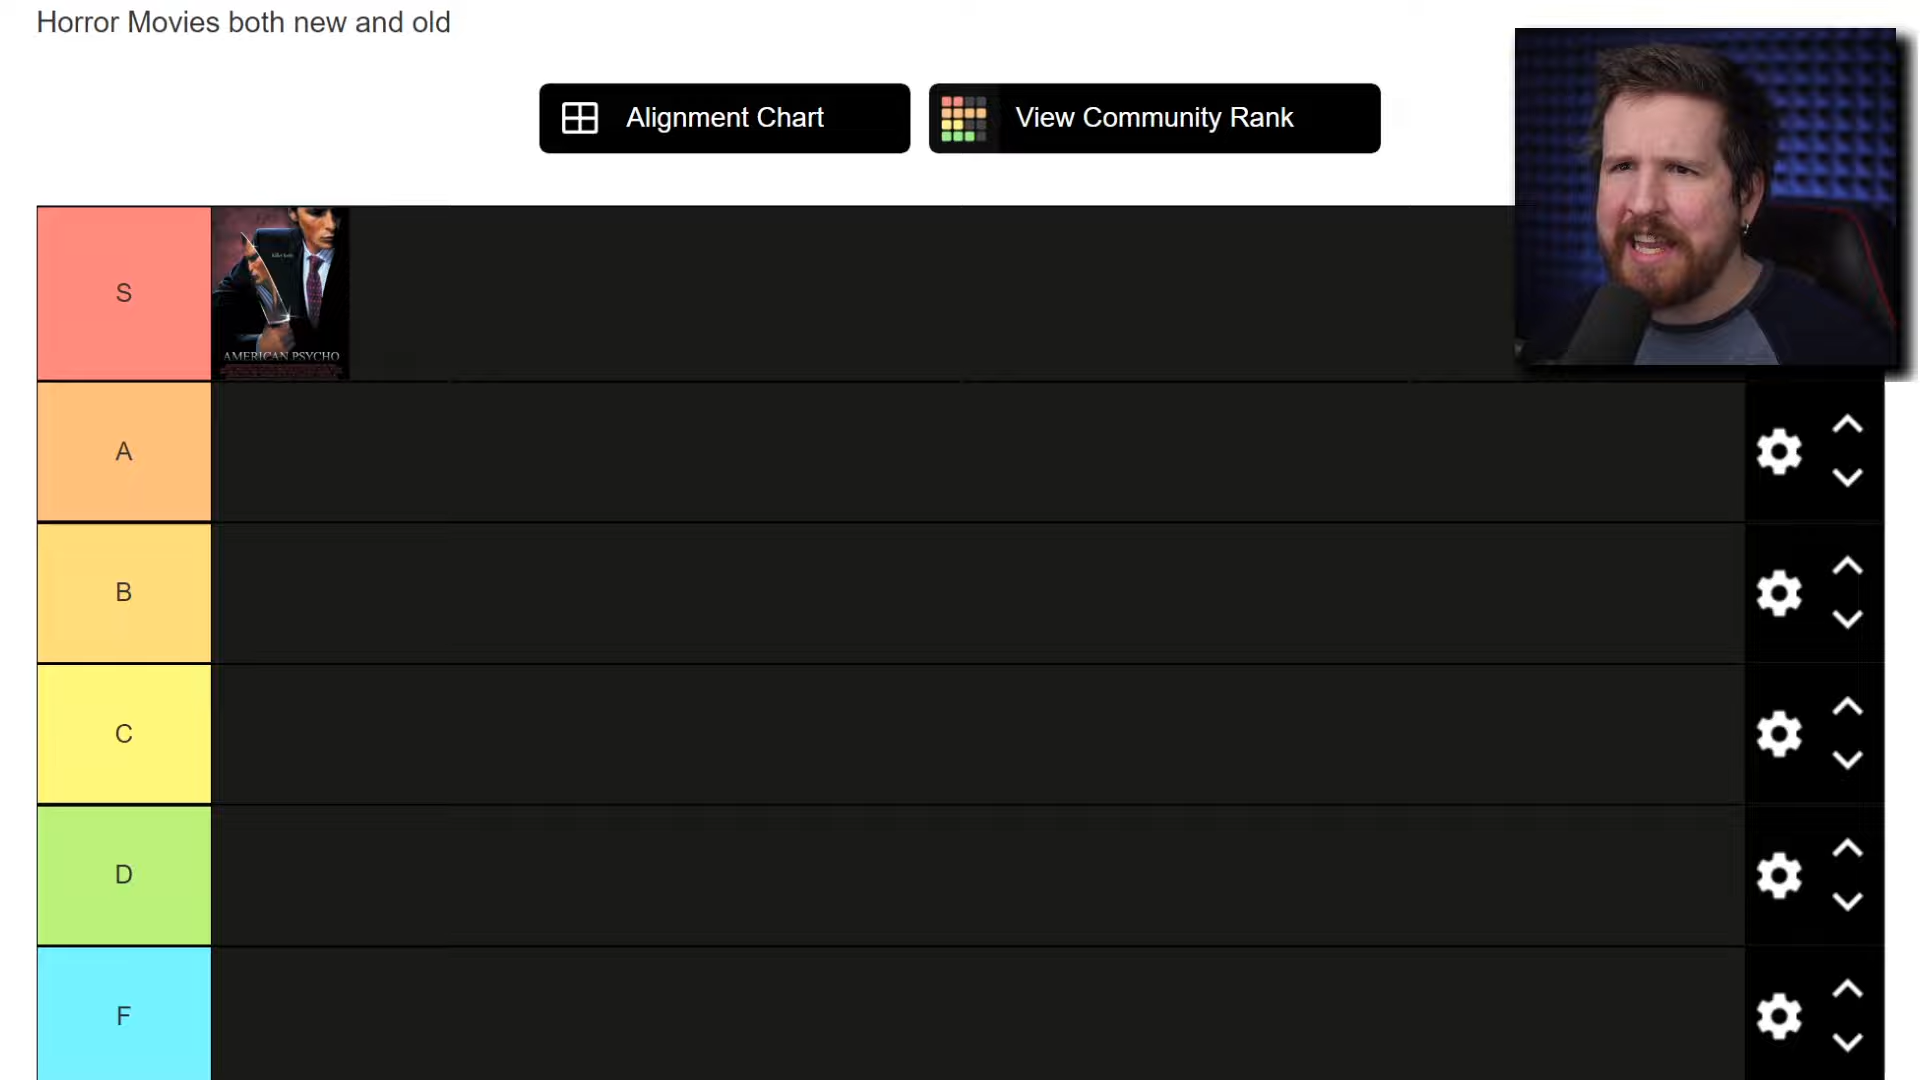 Horror Movies both new and old
Alignment Chart
View Community Rank
S
AMERICAN PSYCHO
A
B
C
D
F